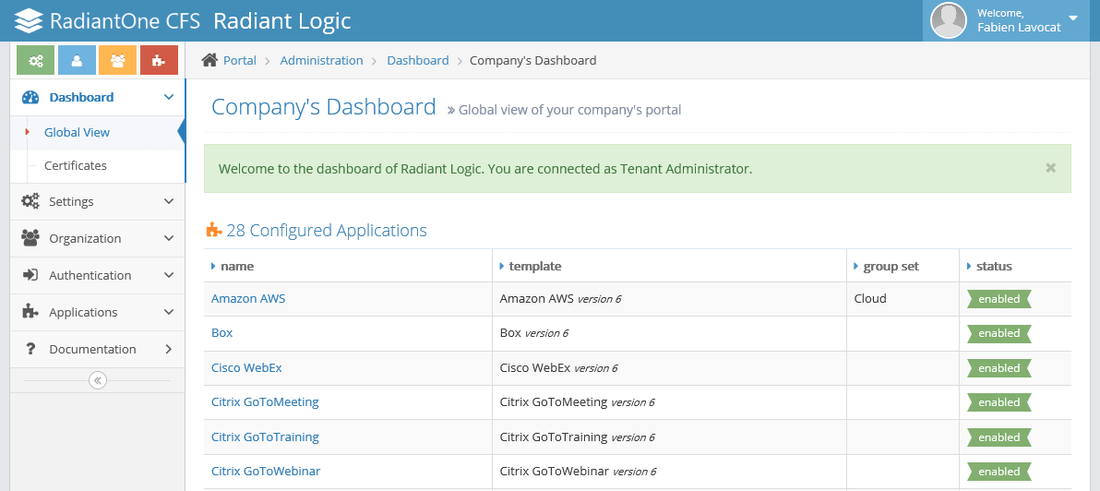 RadiantOne CFS Radiant Logic
Welcome,
Fabien Lavocat
Portal Administration Dashboard Company's Dashboard
Dashboard
Global View
Certificates
Settings
Organization
Authentication
Applications
? Documentation
Company's Dashboard » Global view of your company's portal
Welcome to the dashboard of Radiant Logic. You are connected as Tenant Administrator. ×
28 Configured Applications
name template group set status
Amazon AWS Amazon AWS version 6 Cloud enabled
Box Box version 6 enabled
Cisco WebEx Cisco WebEx version 6 enabled
Citrix GoToMeeting Citrix GoToMeeting version 6 enabled
Citrix GoToTraining Citrix GoToTraining version 6 enabled
Citrix GoToWebinar Citrix GoToWebinar version 6 enabled